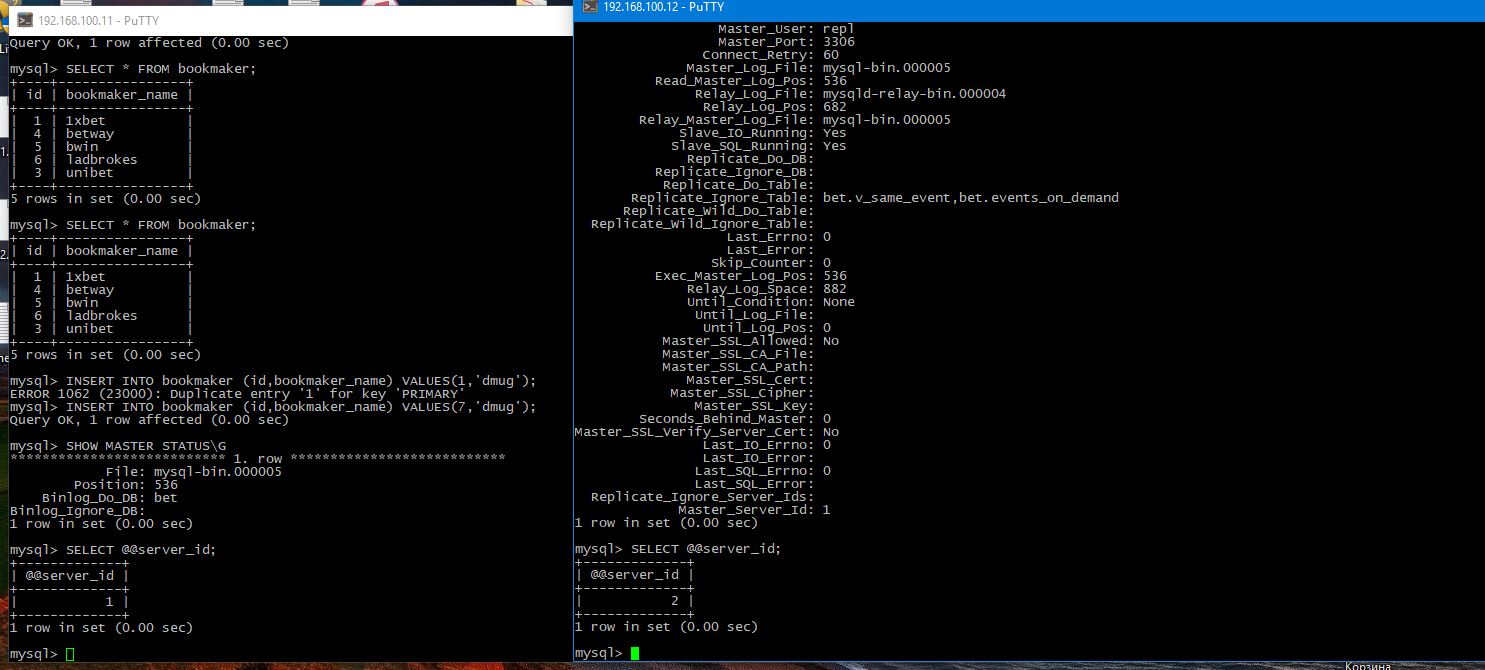 192.168.100.11 - PuTTY
Query OK, 1 row affected (0.00 sec)
mysql> SELECT * FROM bookmaker;
+----+----------------+
| id | bookmaker_name |
+----+----------------+
| 1 | 1xbet |
| 4 | betway |
| 5 | bwin |
| 6 | ladbrokes |
| 3 | unibet |
+----+----------------+
5 rows in set (0.00 sec)
mysql> SELECT * FROM bookmaker;
+----+----------------+
| id | bookmaker_name |
+----+----------------+
| 1 | 1xbet |
| 4 | betway |
| 5 | bwin |
| 6 | ladbrokes |
| 3 | unibet |
+----+----------------+
5 rows in set (0.00 sec)
mysql> INSERT INTO bookmaker (id,bookmaker_name) VALUES(1,'dmug');
ERROR 1062 (23000): Duplicate entry '1' for key 'PRIMARY'
mysql> INSERT INTO bookmaker (id,bookmaker_name) VALUES(7,'dmug');
Query OK, 1 row affected (0.00 sec)
mysql> SHOW MASTER STATUS\G
*************************** 1. row ***************************
File: mysql-bin.000005
Position: 536
Binlog_Do_DB: bet
Binlog_Ignore_DB:
1 row in set (0.00 sec)
mysql> SELECT @@server_id;
+-------------+
| @@server_id |
+-------------+
| 1 |
+-------------+
1 row in set (0.00 sec)
mysql>
192.168.100.12 - PuTTY
Master_User: repl
Master_Port: 3306
Connect_Retry: 60
Master_Log_File: mysql-bin.000005
Read_Master_Log_Pos: 536
Relay_Log_File: mysqld-relay-bin.000004
Relay_Log_Pos: 682
Relay_Master_Log_File: mysql-bin.000005
Slave_IO_Running: Yes
Slave_SQL_Running: Yes
Replicate_Do_DB:
Replicate_Ignore_DB:
Replicate_Do_Table:
Replicate_Ignore_Table: bet.v_same_event,bet.events_on_demand
Replicate_Wild_Do_Table:
Replicate_Wild_Ignore_Table:
Last_Errno: 0
Last_Error:
Skip_Counter: 0
Exec_Master_Log_Pos: 536
Relay_Log_Space: 882
Until_Condition: None
Until_Log_File:
Until_Log_Pos: 0
Master_SSL_Allowed: No
Master_SSL_CA_File:
Master_SSL_CA_Path:
Master_SSL_Cert:
Master_SSL_Cipher:
Master_SSL_Key:
Seconds_Behind_Master: 0
Master_SSL_Verify_Server_Cert: No
Last_IO_Errno: 0
Last_IO_Error:
Last_SQL_Errno: 0
Last_SQL_Error:
Replicate_Ignore_Server_Ids:
Master_Server_Id: 1
1 row in set (0.00 sec)
mysql> SELECT @@server_id;
+-------------+
| @@server_id |
+-------------+
| 2 |
+-------------+
1 row in set (0.00 sec)
mysql>
Корзина